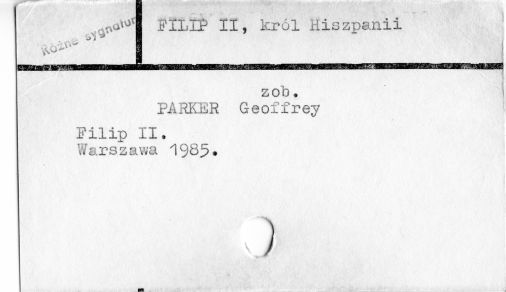 Różne sygnatury
FILIP II, król Hiszpanii
zob.
PARKER Geoffrey
Filip II.
Warszawa 1985.